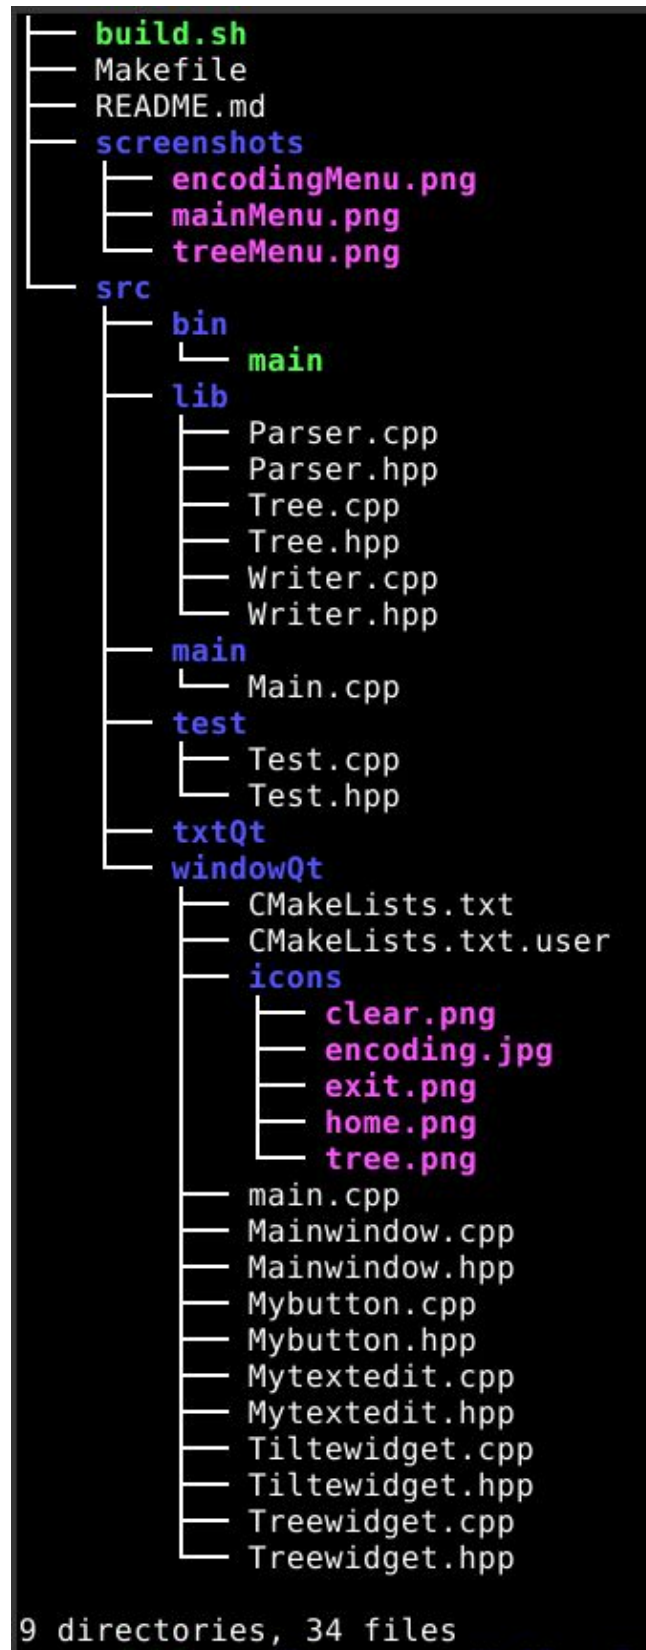 build.sh
Makefile
README.md
screenshots
encodingMenu.png
mainMenu.png
treeMenu.png
src
bin
main
lib
Parser.cpp
Parser.hpp
Tree.cpp
Tree.hpp
Writer.cpp
Writer.hpp
main
Main.cpp
test
Test.cpp
Test.hpp
txtQt
windowQt
CMakeLists.txt
CMakeLists.txt.user
icons
clear.png
encoding.jpg
exit.png
home.png
tree.png
main.cpp
Mainwindow.cpp
Mainwindow.hpp
Mybutton.cpp
Mybutton.hpp
Mytextedit.cpp
Mytextedit.hpp
Tiltewidget.cpp
Tiltewidget.hpp
Treewidget.cpp
Treewidget.hpp
9 directories, 34 files